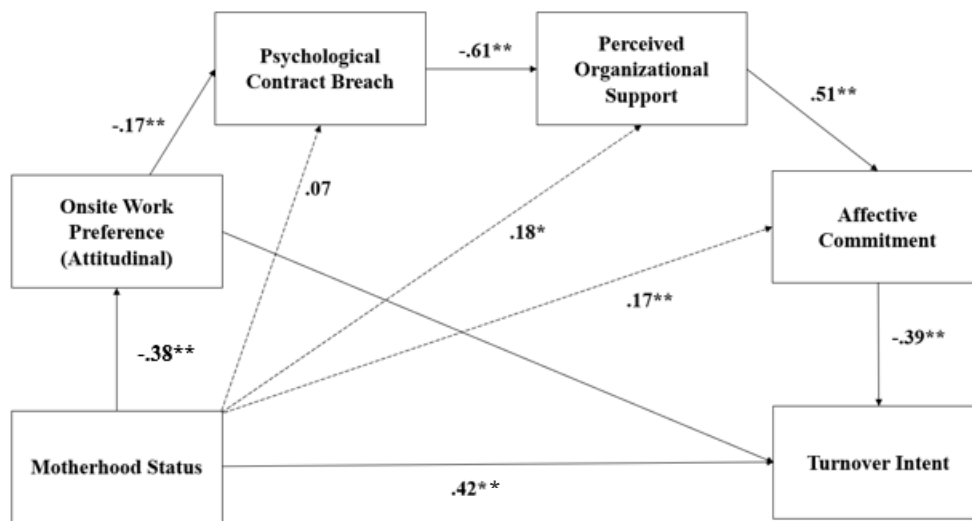 Psychological
Contract Breach
-.61**
Perceived
Organizational
Support
-.17**
.51**
Onsite Work
Preference
(Attitudinal)
.07
.18*
Affective
Commitment
.17**
-.38**
-.39**
Motherhood Status
.42**
Turnover Intent